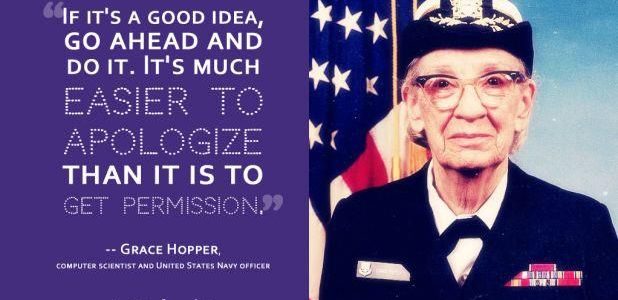 “IF IT'S A GOOD IDEA,
GO AHEAD AND
DO IT. IT'S MUCH
EASIER TO
APOLOGIZE
THAN IT IS TO
GET PERMISSION.”
-- GRACE HOPPER,
COMPUTER SCIENTIST AND UNITED STATES NAVY OFFICER